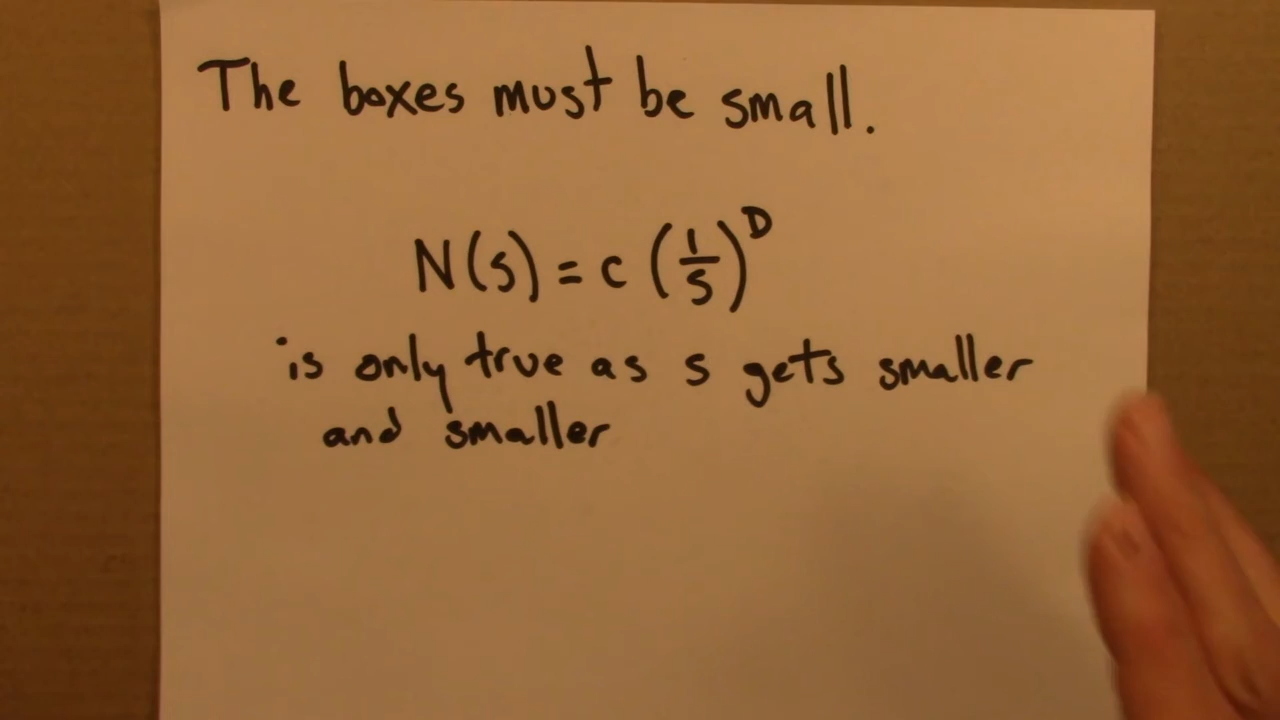 The boxes must be small.
N(s) = c (1/s)^D
is only true as s gets smaller
and smaller